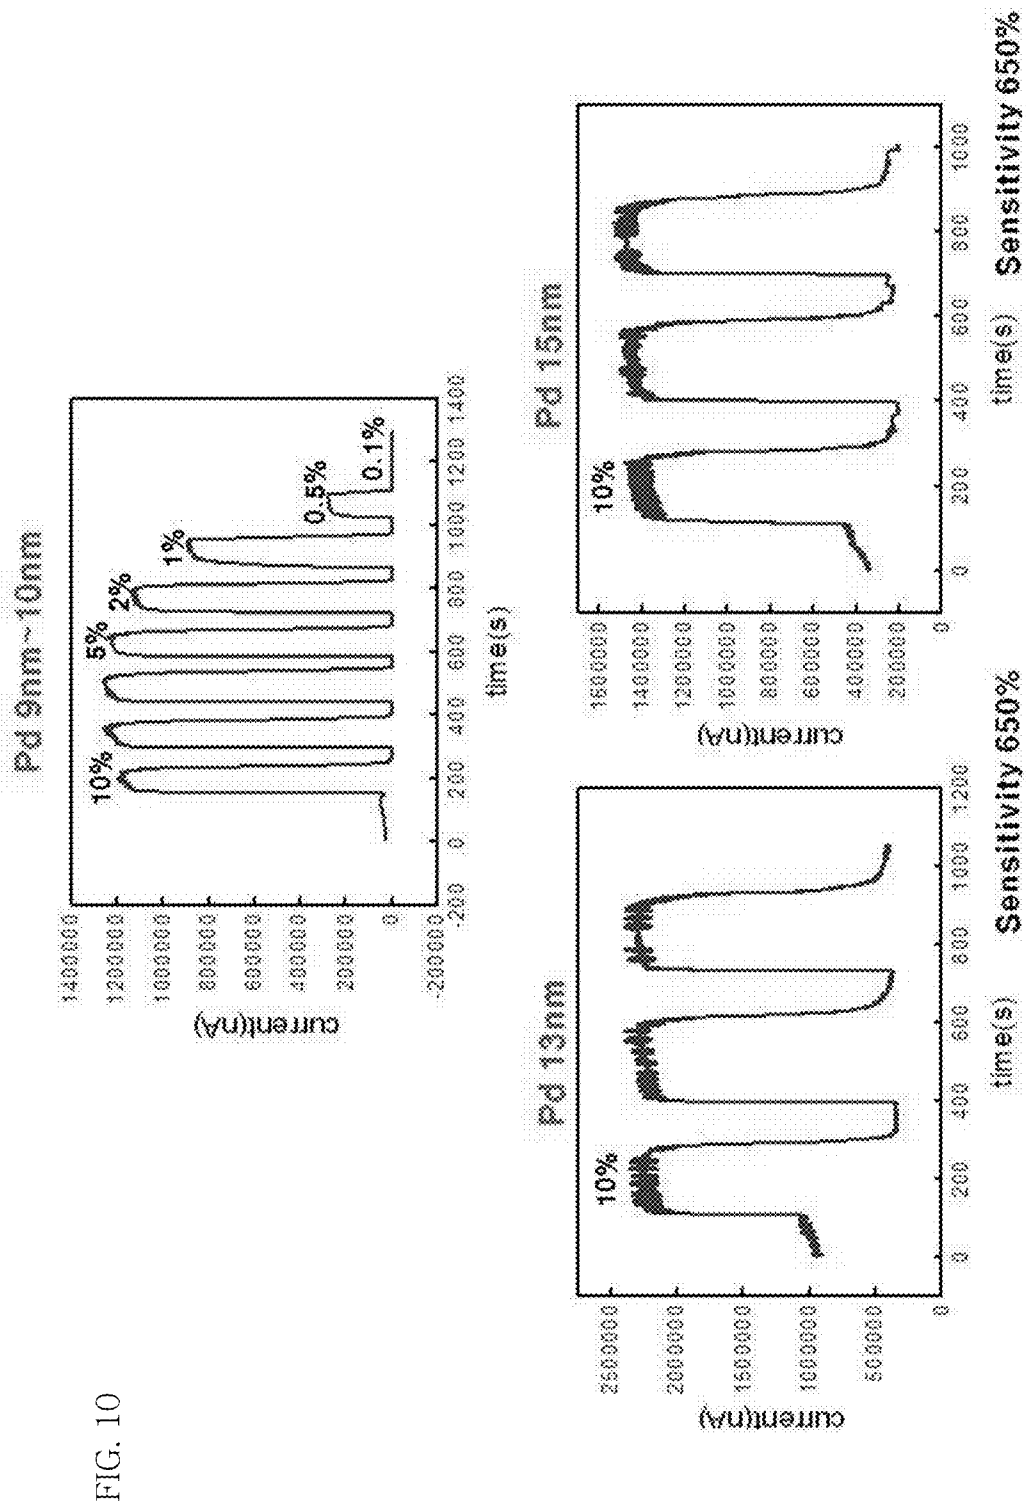 FIG. 10
Pd 9nm~10nm
current(nA)
1400000
1200000
1000000
800000
600000
400000
200000
0
-200000
10%
5%
2%
1%
0.5%
0.1%
-200 0 200 400 600 800 1000 1200 1400
time(s)
Pd 13nm
current(nA)
2500000
2000000
1500000
1000000
500000
0
10%
0 200 400 600 800 1000 1200
time(s)
Sensitivity 650%
Pd 15nm
current(nA)
1600000
1400000
1200000
1000000
800000
600000
400000
200000
0
10%
0 200 400 600 800 1000
time(s)
Sensitivity 650%